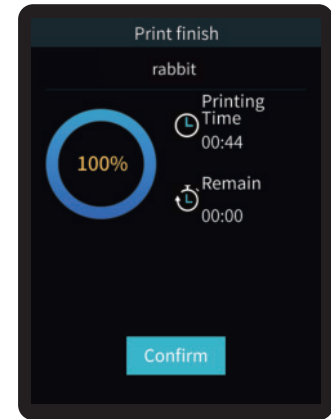 Print finish
rabbit
100%
Printing
Time
00:44
Remain
00:00
Confirm